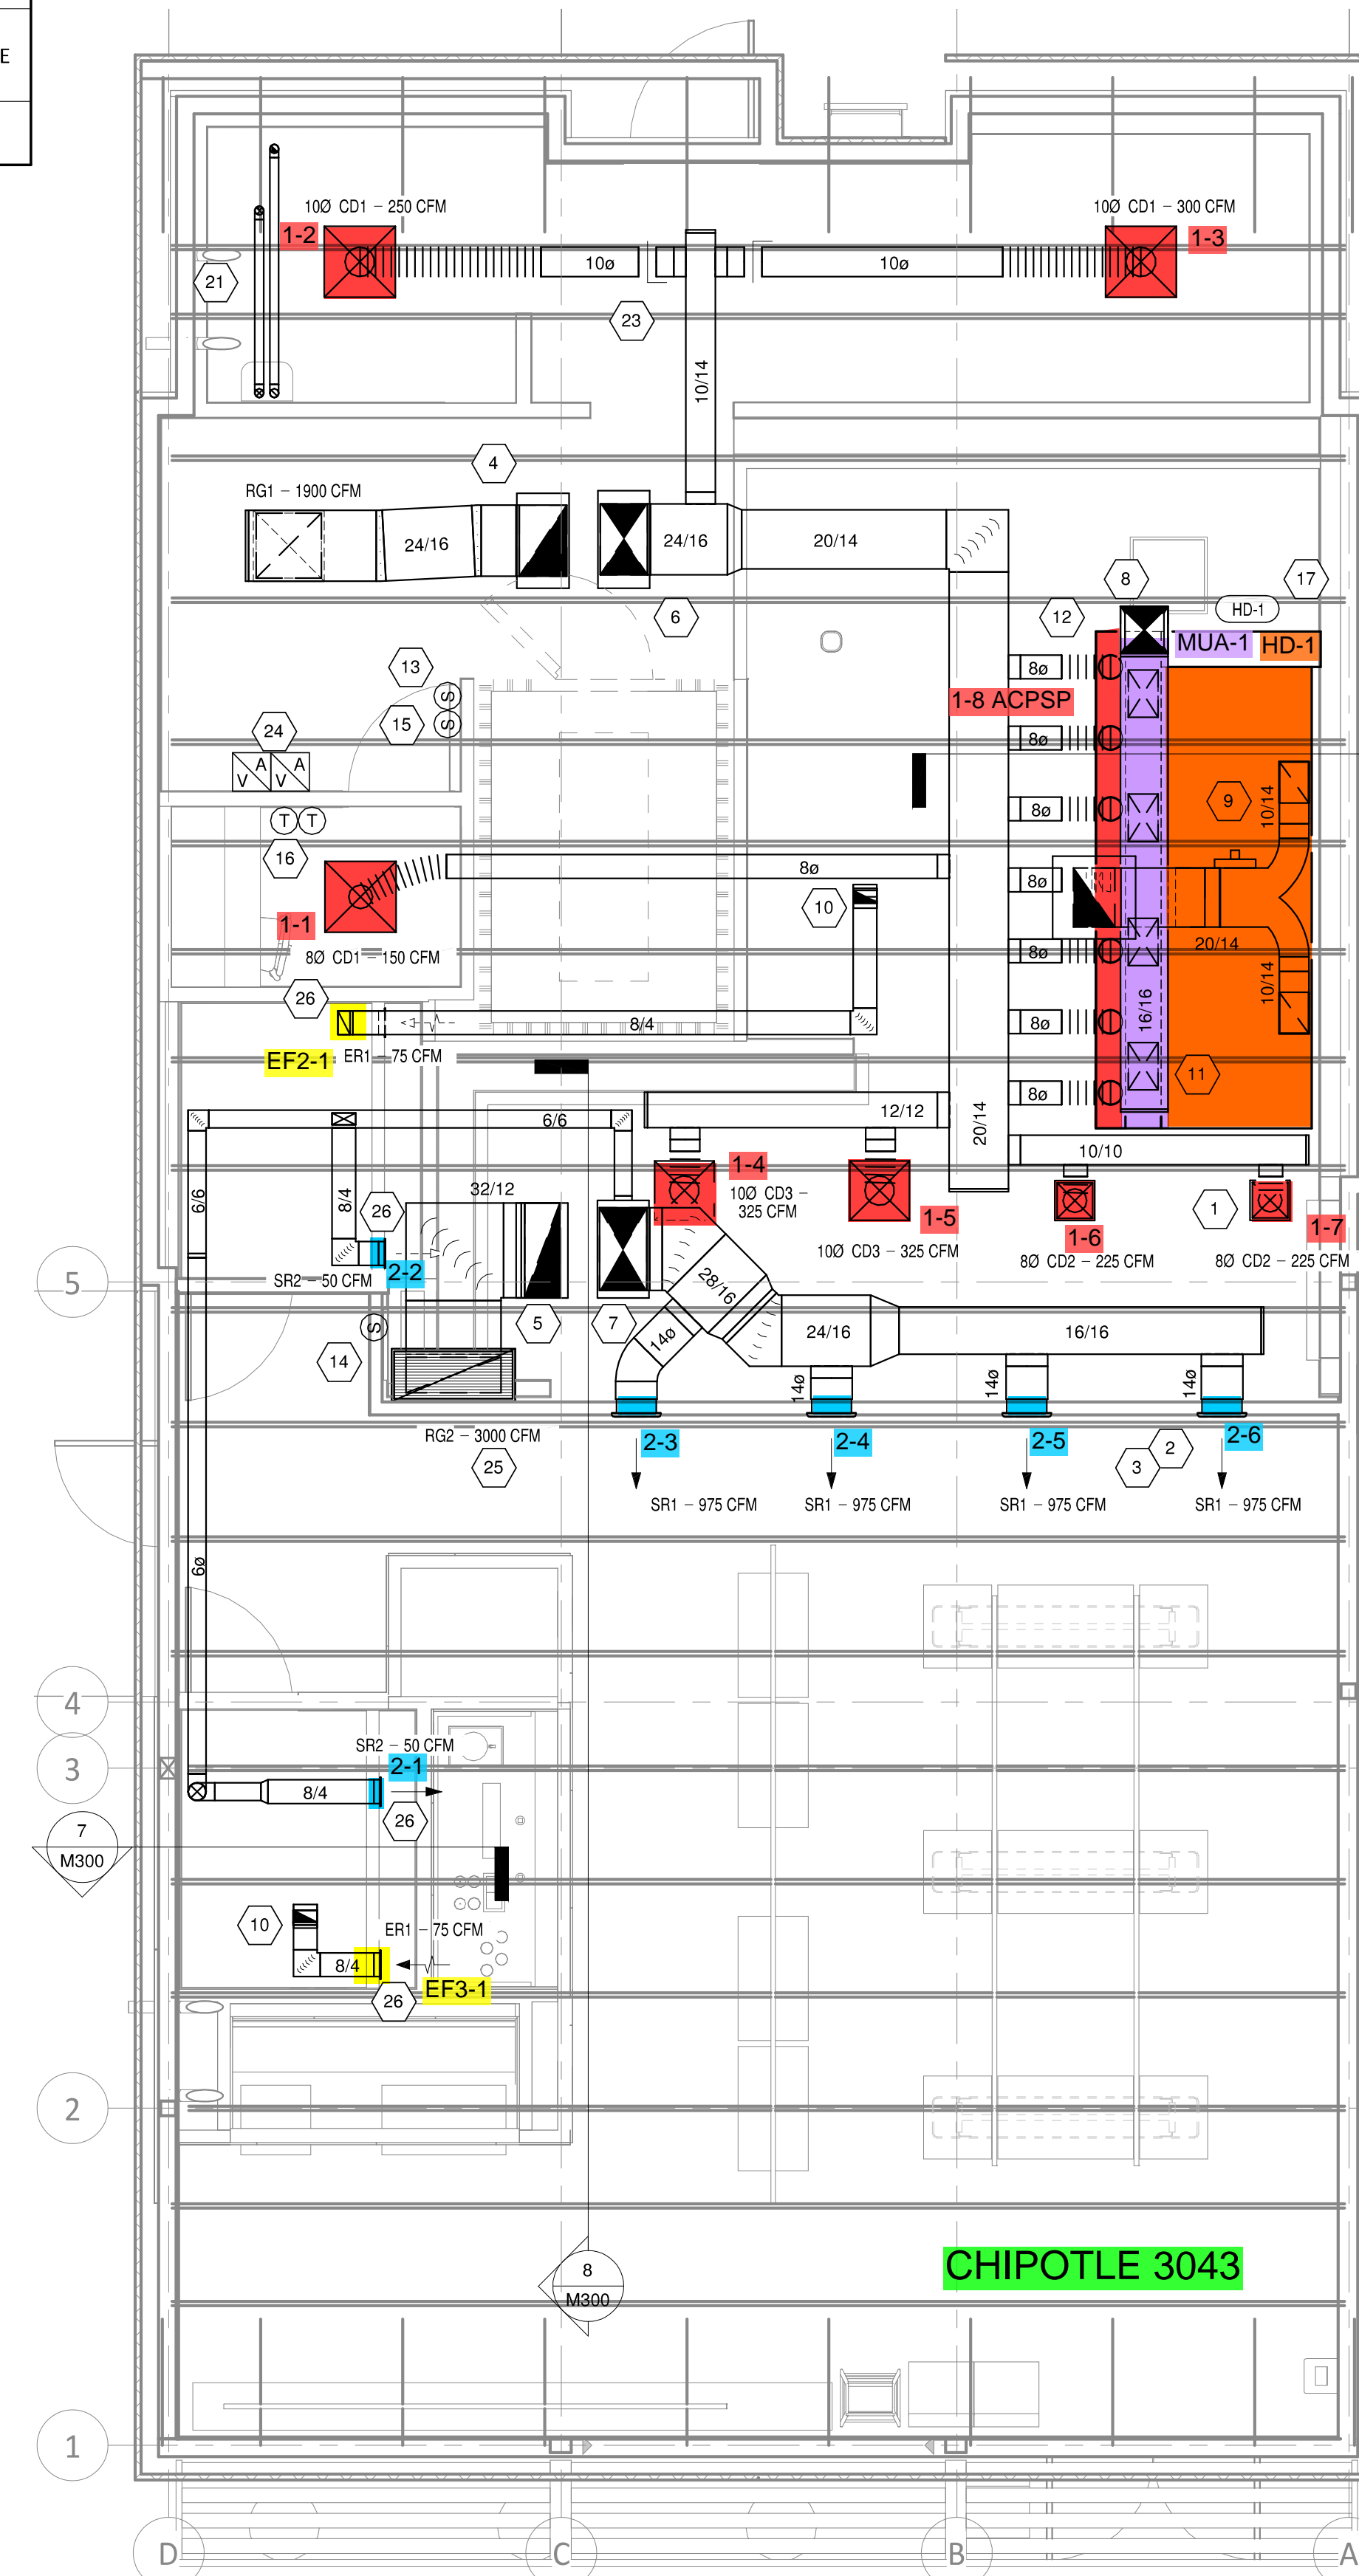 E
10Ø CD1 – 250 CFM
10Ø CD1 – 300 CFM
1-2
1-3
10ø
10ø
21
23
10/14
4
RG1 – 1900 CFM
24/16
24/16
20/14
8
17
HD-1
6
12
MUA-1
HD-1
13
8ø
1-8 ACPSP
S
15
S
24
8ø
A
V
A
V
9
10/14
8ø
T
T
16
8ø
8ø
10
1-1
20/14
8Ø CD1 – 150 CFM
8ø
10/14
26
16/16
8/4
8ø
EF2-1
ER1 – 75 CFM
11
8ø
6/6
12/12
20/14
10/10
1-4
32/12
6/6
8/4
26
10Ø CD3 –
325 CFM
1-5
1
1-6
1-7
10Ø CD3 – 325 CFM
8Ø CD2 – 225 CFM
8Ø CD2 – 225 CFM
2-2
SR2 – 50 CFM
5
28/16
5
7
S
14ø
24/16
16/16
14
14ø
14ø
14ø
RG2 – 3000 CFM
2-3
2-4
2-5
2-6
25
2
3
SR1 – 975 CFM
SR1 – 975 CFM
SR1 – 975 CFM
SR1 – 975 CFM
6ø
4
SR2 – 50 CFM
3
2-1
8/4
26
7
M300
10
ER1 – 75 CFM
8/4
EF3-1
26
2
CHIPOTLE 3043
8
M300
1
D
C
B
A